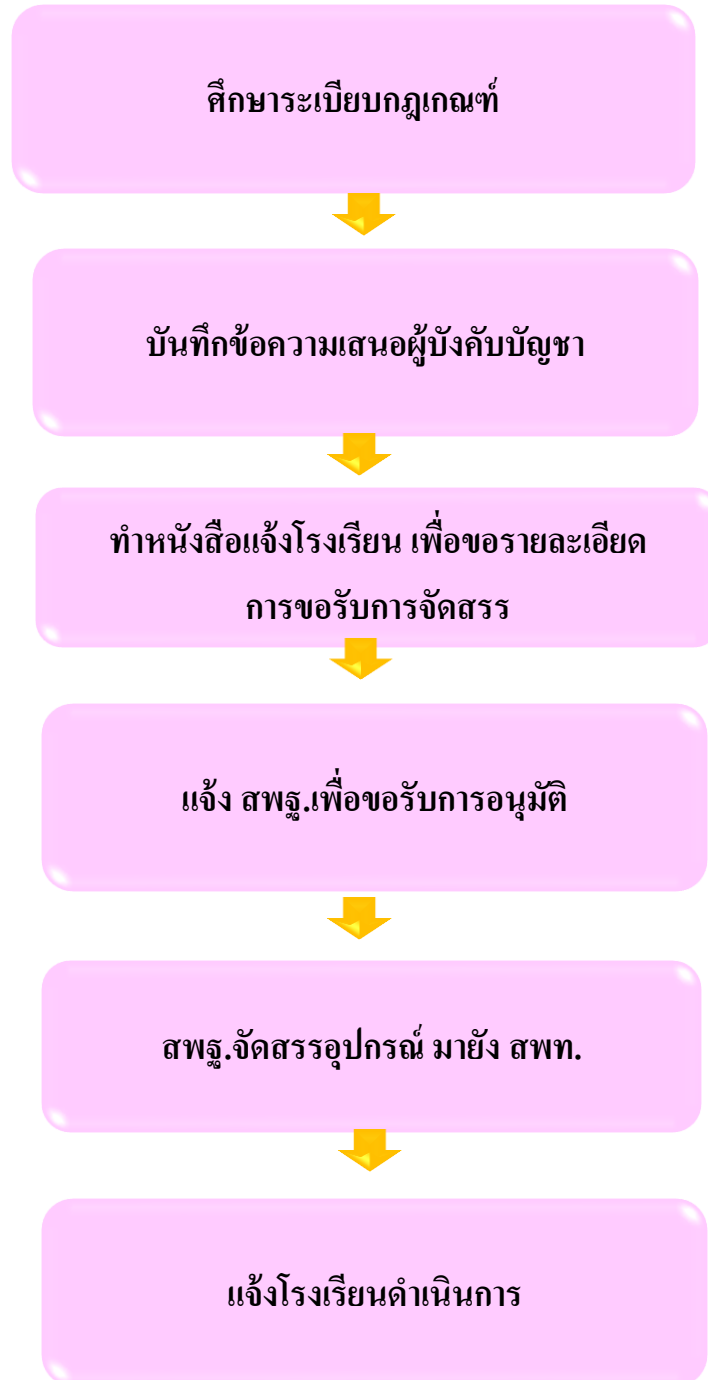 ศึกษาระเบียบกฎเกณฑ์
บันทึกข้อความเสนอผู้บังคับบัญชา
ทำหนังสือแจ้งโรงเรียน เพื่อขอรายละเอียด
การขอรับการจัดสรร
แจ้ง สพฐ.เพื่อขอรับการอนุมัติ
สพฐ.จัดสรรอุปกรณ์ มายัง สพท.
แจ้งโรงเรียนดำเนินการ